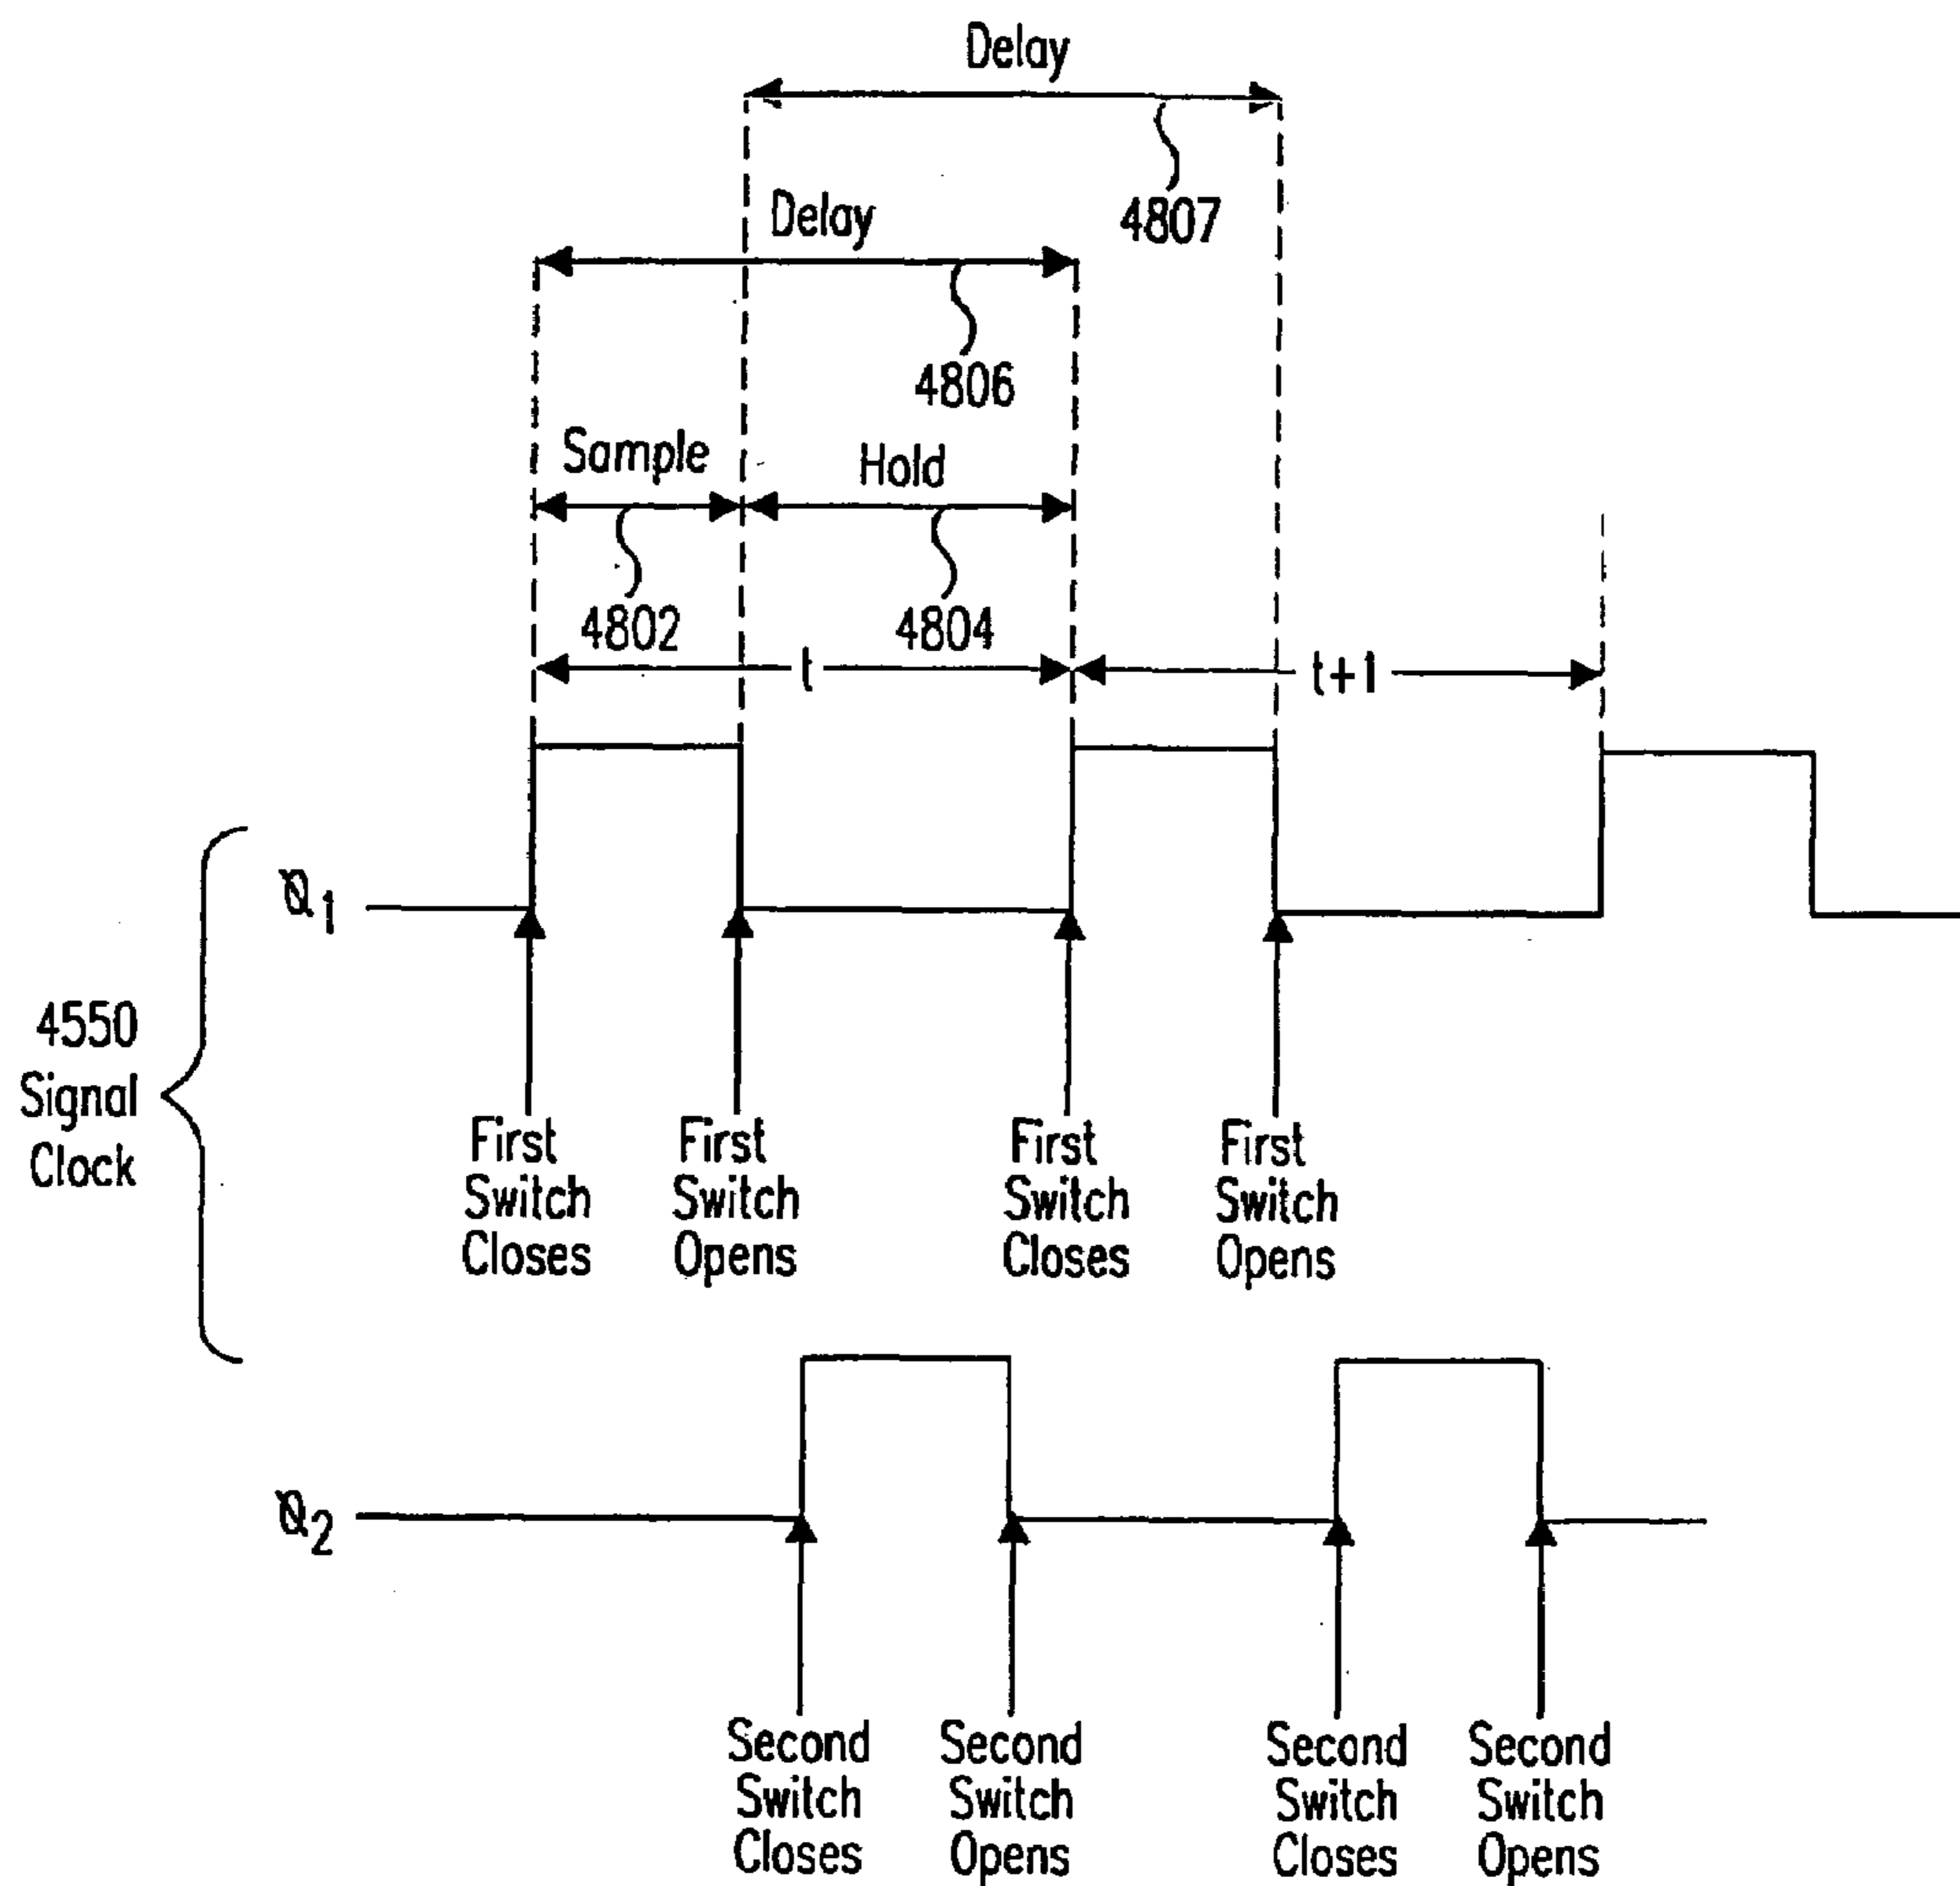 Delay
4807
Delay
4806
Sample
Hold
4802
4804
t
t+1
Ø1
4550
Signal
Clock
First
Switch
Closes
First
Switch
Opens
First
Switch
Closes
First
Switch
Opens
Ø2
Second
Switch
Closes
Second
Switch
Opens
Second
Switch
Closes
Second
Switch
Opens